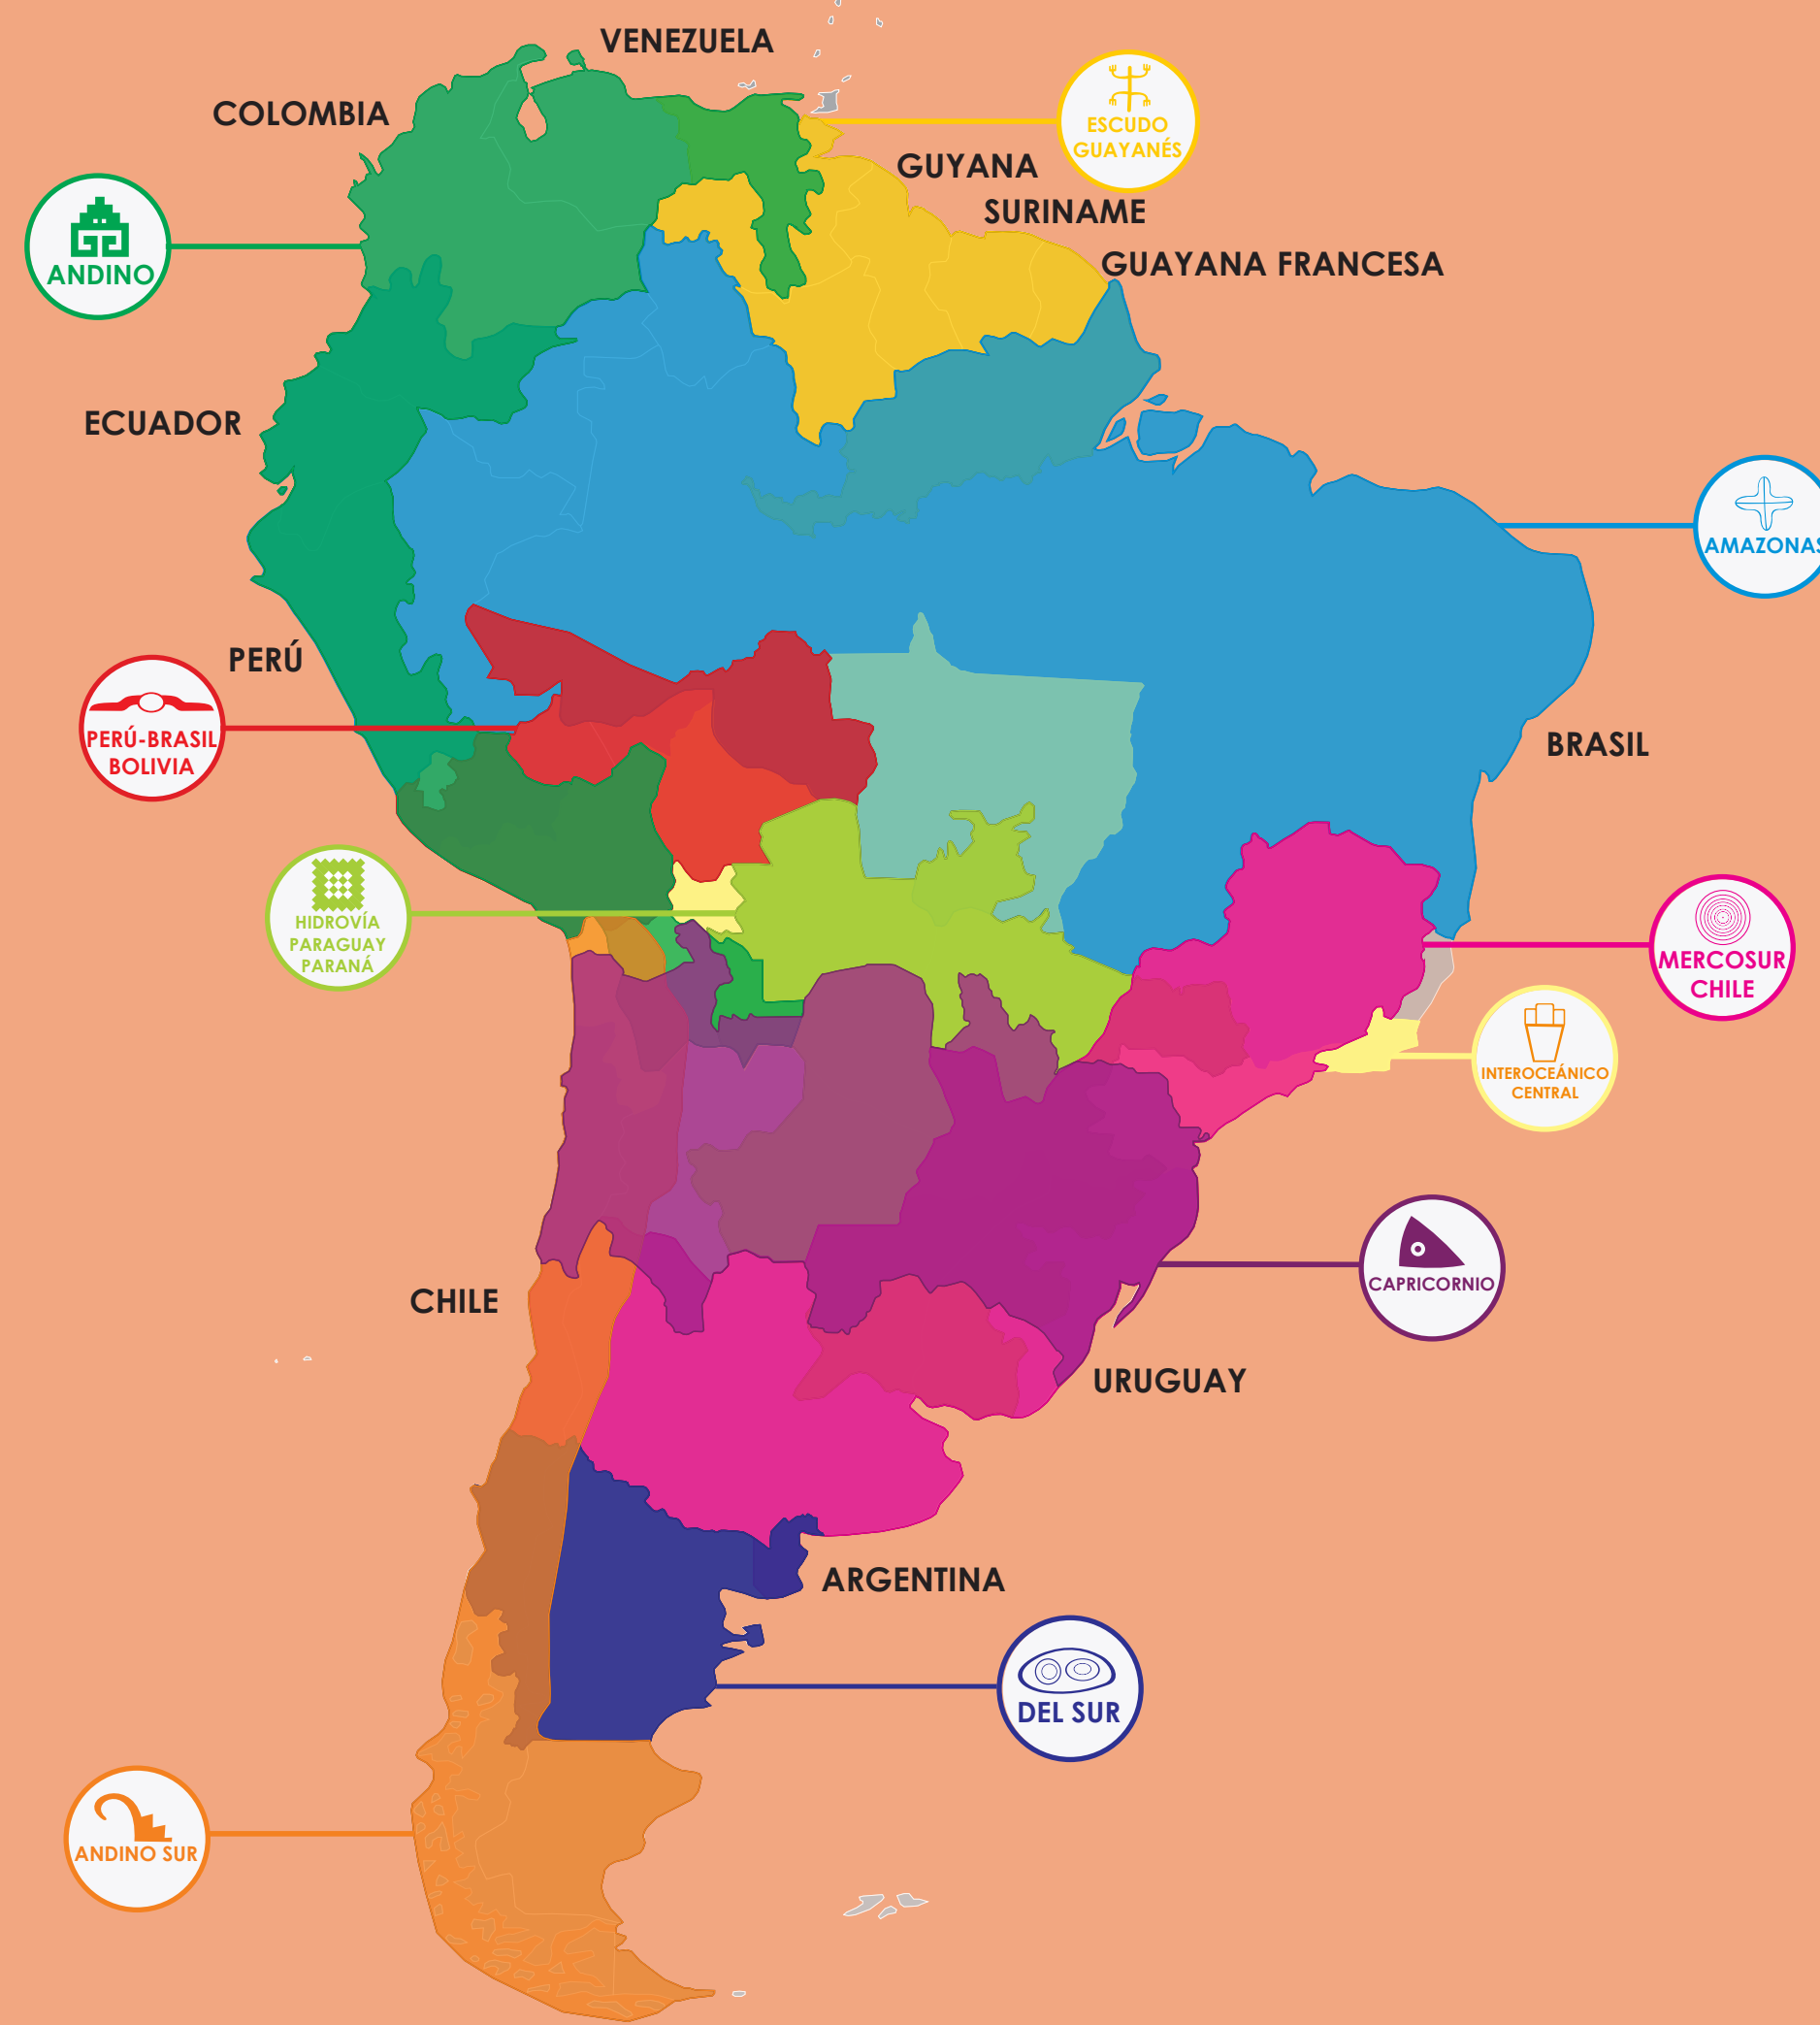 VENEZUELA
COLOMBIA
ESCUDO
GUAYANÉS
GUYANA
SURINAME
GUAYANA FRANCESA
ANDINO
ECUADOR
AMAZONAS
PERÚ
PERÚ-BRASIL
BOLIVIA
BRASIL
HIDROVÍA
PARAGUAY
PARANÁ
MERCOSUR
CHILE
INTEROCEÁNICO
CENTRAL
CAPRICORNIO
CHILE
URUGUAY
ARGENTINA
DEL SUR
ANDINO SUR